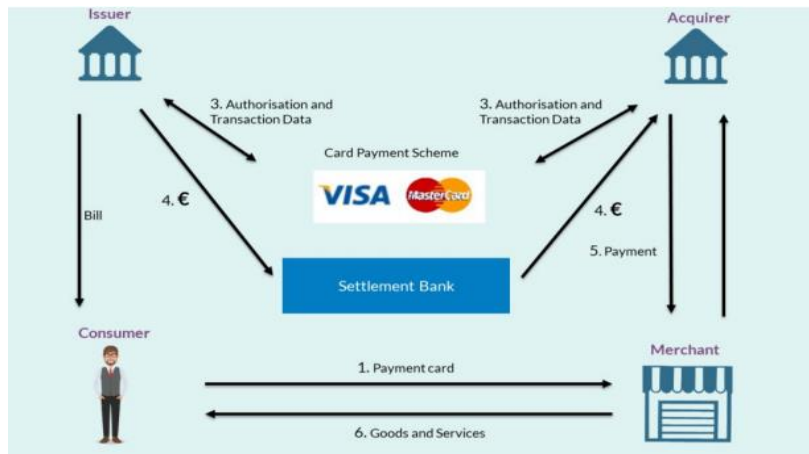 Issuer
Acquirer
3. Authorisation and
Transaction Data
3. Authorisation and
Transaction Data
Card Payment Scheme
VISA
MasterCard
4. €
4. €
Bill
5. Payment
Settlement Bank
Consumer
Merchant
1. Payment card
6. Goods and Services